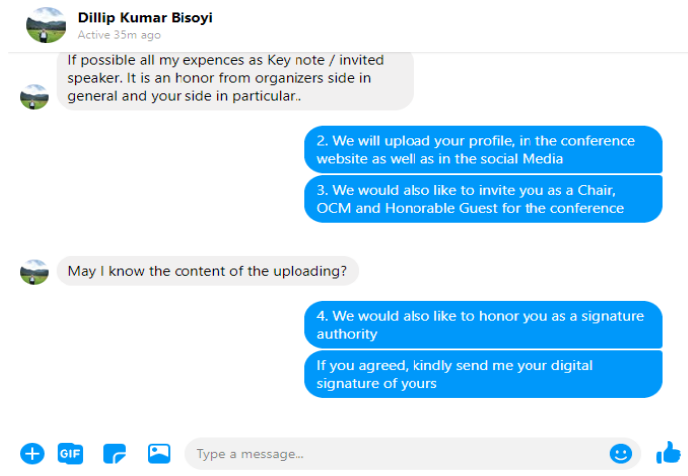 Dillip Kumar Bisoyi
Active 35m ago
If possible all my expences as Key note / invited
speaker. It is an honor from organizers side in
general and your side in particular..
2. We will upload your profile, in the conference
website as well as in the social Media
3. We would also like to invite you as a Chair,
OCM and Honorable Guest for the conference
May I know the content of the uploading?
4. We would also like to honor you as a signature
authority
If you agreed, kindly send me your digital
signature of yours
GIF
Type a message...